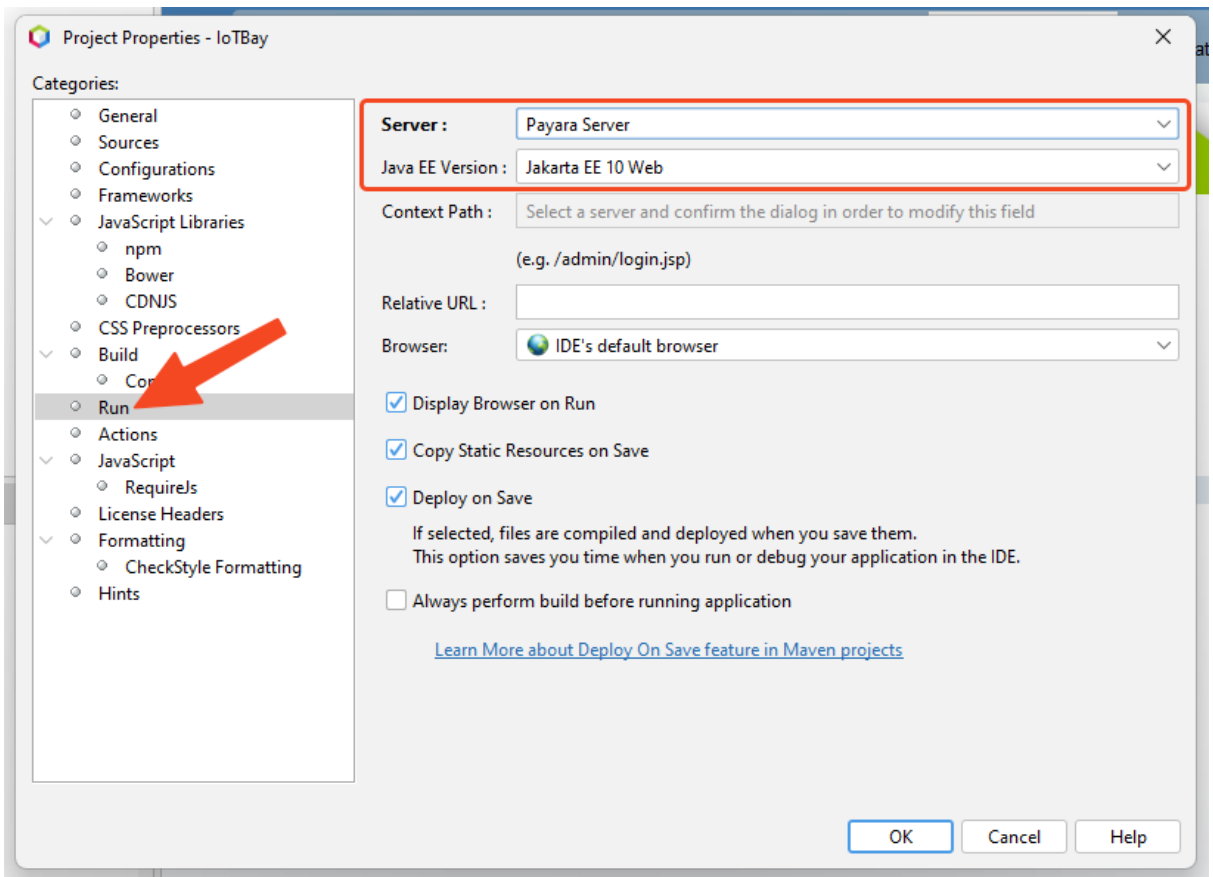 Project Properties - IoTBay
Categories:
General
Sources
Configurations
Frameworks
JavaScript Libraries
npm
Bower
CDNJS
CSS Preprocessors
Build
Run
Actions
JavaScript
RequireJs
License Headers
Formatting
CheckStyle Formatting
Hints
Server :
Payara Server
Java EE Version :
Jakarta EE 10 Web
Context Path :
Select a server and confirm the dialog in order to modify this field
(e.g. /admin/login.jsp)
Relative URL :
Browser:
IDE's default browser
Display Browser on Run
Copy Static Resources on Save
Deploy on Save
If selected, files are compiled and deployed when you save them.
This option saves you time when you run or debug your application in the IDE.
Always perform build before running application
Learn More about Deploy On Save feature in Maven projects
OK
Cancel
Help